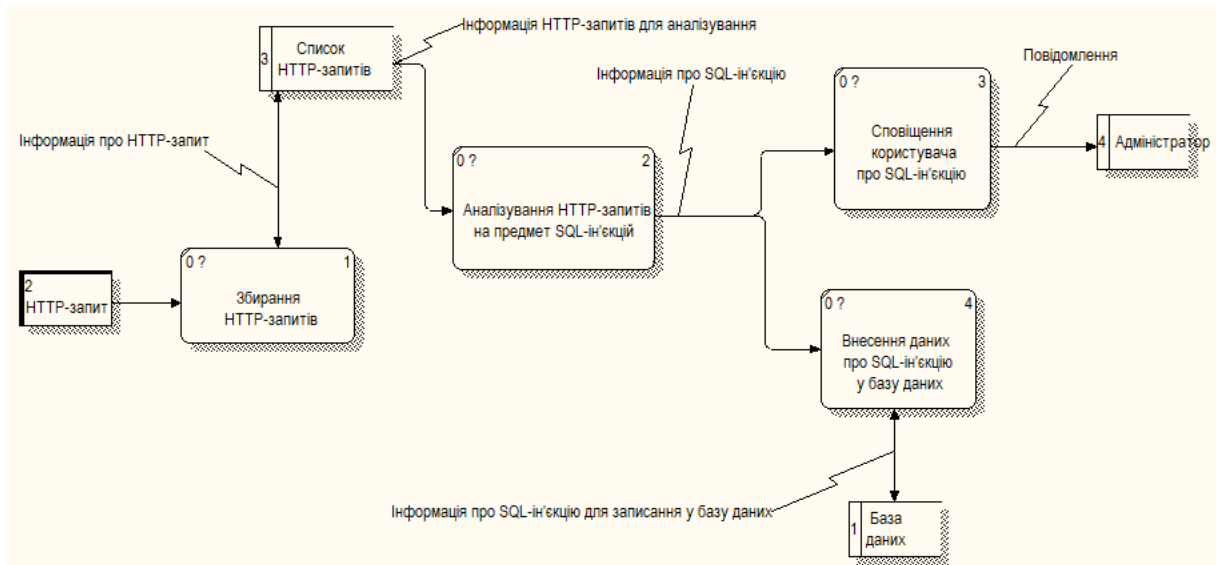 Інформація HTTP-запитів для аналізування
3
Список
HTTP-запитів
Інформація про SQL-ін'єкцію
Повідомлення
0 ?
3
Сповіщення
користувача
про SQL-ін'єкцію
4
Адміністратор
Інформація про HTTP-запит
0 ?
2
Аналізування HTTP-запитів
на предмет SQL-ін'єкцій
2
HTTP-запит
0 ?
1
Збирання
HTTP-запитів
0 ?
4
Внесення даних
про SQL-ін'єкцію
у базу даних
Інформація про SQL-ін'єкцію для записання у базу даних
1
База
даних